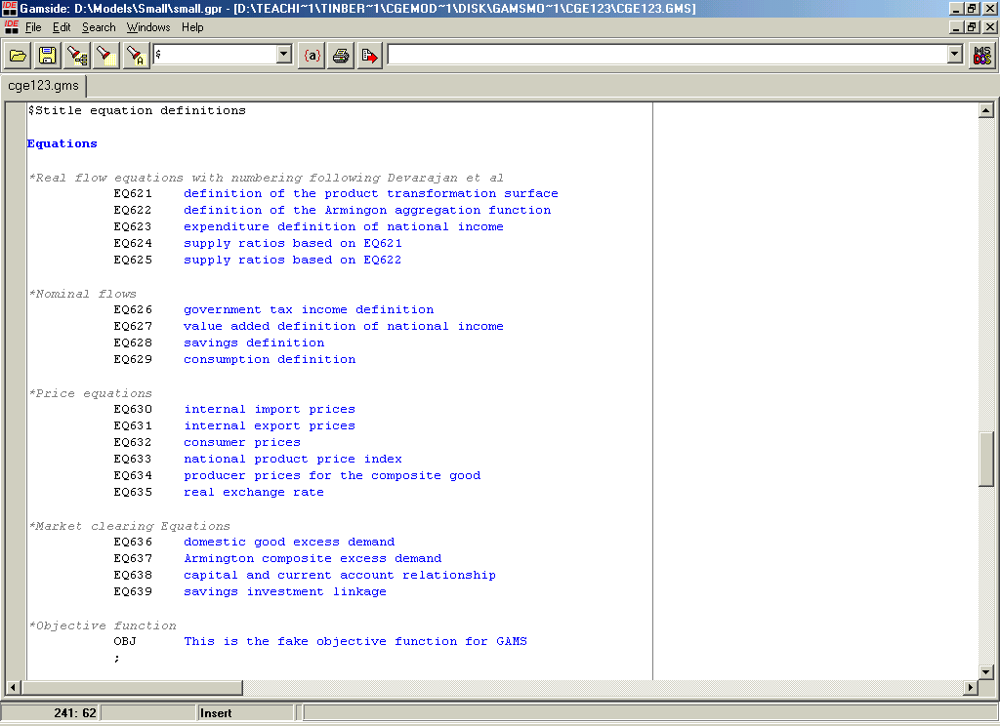 IDE Gamside: D:\Models\Small\small.gpr - [D:\TEACHI~1\TINBER~1\CGEMOD~1\DISK\GAMSMO~1\CGE123\CGE123.GMS]
IDE File Edit Search Windows Help
A $ {a} MS DOS
cge123.gms
$Stitle equation definitions
Equations
*Real flow equations with numbering following Devarajan et al
EQ621 definition of the product transformation surface
EQ622 definition of the Armingon aggregation function
EQ623 expenditure definition of national income
EQ624 supply ratios based on EQ621
EQ625 supply ratios based on EQ622
*Nominal flows
EQ626 government tax income definition
EQ627 value added definition of national income
EQ628 savings definition
EQ629 consumption definition
*Price equations
EQ630 internal import prices
EQ631 internal export prices
EQ632 consumer prices
EQ633 national product price index
EQ634 producer prices for the composite good
EQ635 real exchange rate
*Market clearing Equations
EQ636 domestic good excess demand
EQ637 Armington composite excess demand
EQ638 capital and current account relationship
EQ639 savings investment linkage
*Objective function
OBJ This is the fake objective function for GAMS
;
241: 62 Insert